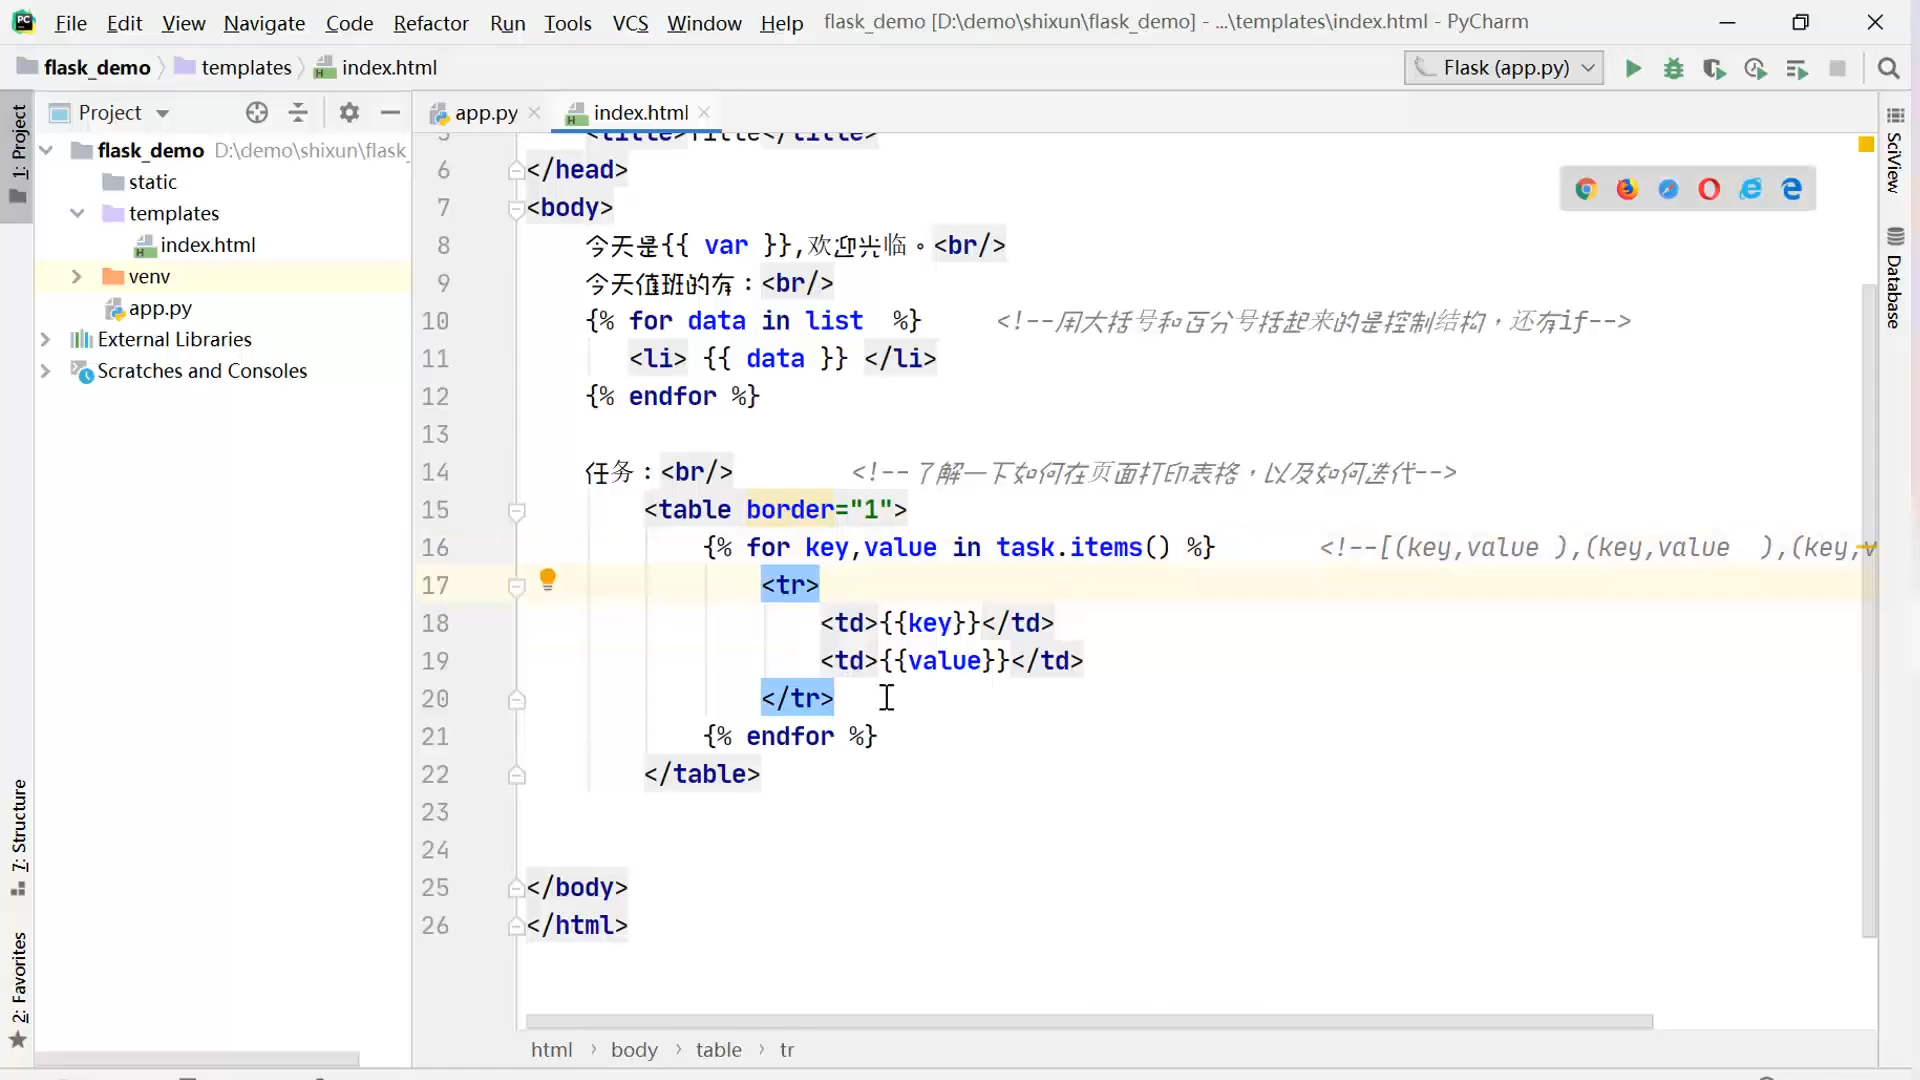 File Edit View Navigate Code Refactor Run Tools VCS Window Help flask_demo [D:\demo\shixun\flask_demo] - ...\templates\index.html - PyCharm
flask_demo templates index.html Flask (app.py)
Project app.py index.html
1: Project
flask_demo D:\demo\shixun\flask_
static
templates
index.html
venv
app.py
External Libraries
Scratches and Consoles
7: Structure
2: Favorites
5 <title>Title</title>
6 </head>
7 <body>
8 今天是{{ var }},欢迎光临。<br/>
9 今天值班的有：<br/>
10 {% for data in list %} <!--用大括号和百分号括起来的是控制结构，还有if-->
11 <li> {{ data }} </li>
12 {% endfor %}
13
14 任务：<br/> <!--了解一下如何在页面打印表格，以及如何迭代-->
15 <table border="1">
16 {% for key,value in task.items() %} <!--[(key,value ),(key,value ),(key,v
17 <tr>
18 <td>{{key}}</td>
19 <td>{{value}}</td>
20 </tr>
21 {% endfor %}
22 </table>
23
24
25 </body>
26 </html>
html › body › table › tr
SciView
Database